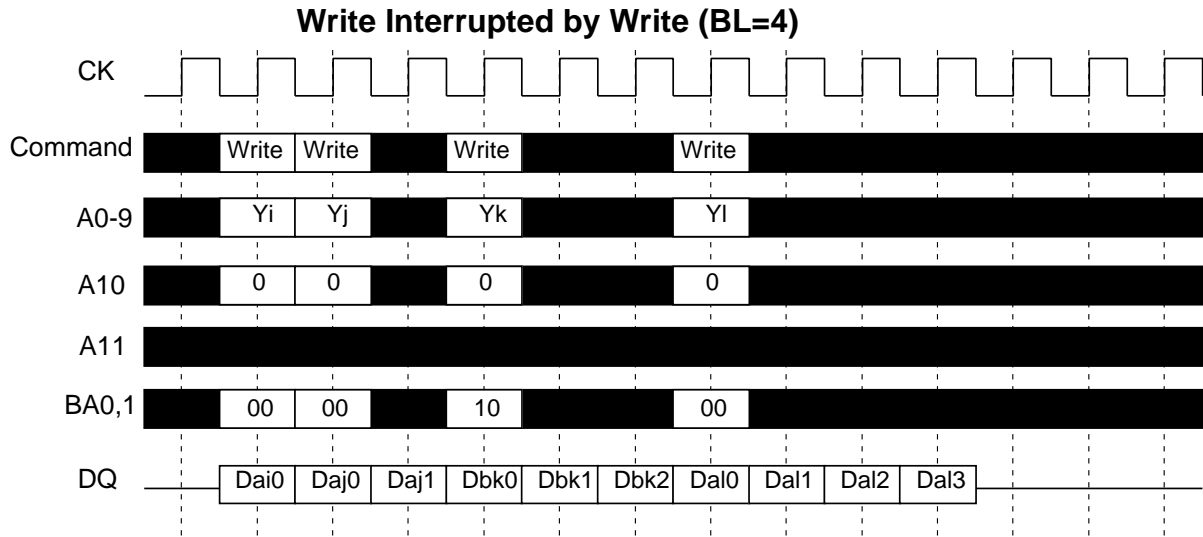 Write Interrupted by Write (BL=4)
CK
Command Write Write Write Write
A0-9 Yi Yj Yk Yl
A10 0 0 0 0
A11
BA0,1 00 00 10 00
DQ Dai0 Daj0 Daj1 Dbk0 Dbk1 Dbk2 Dal0 Dal1 Dal2 Dal3